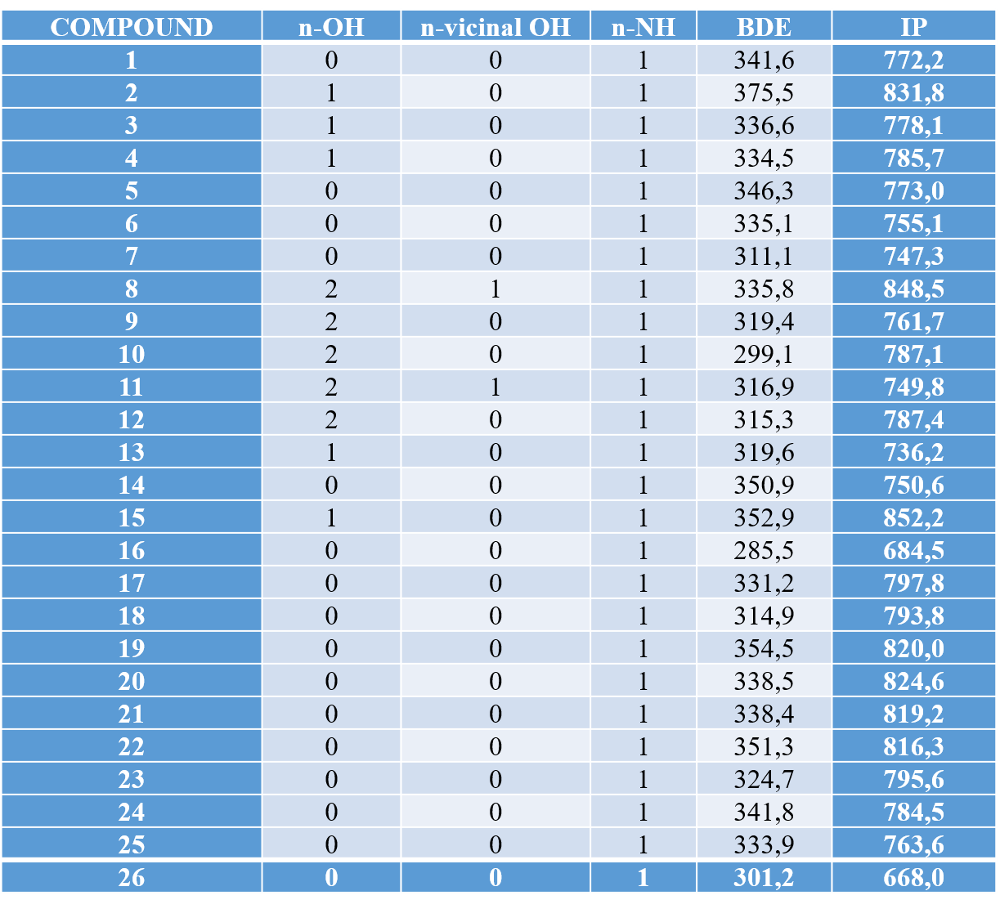 COMPOUND n-OH n-vicinal OH n-NH BDE IP
1 0 0 1 341,6 772,2
2 1 0 1 375,5 831,8
3 1 0 1 336,6 778,1
4 1 0 1 334,5 785,7
5 0 0 1 346,3 773,0
6 0 0 1 335,1 755,1
7 0 0 1 311,1 747,3
8 2 1 1 335,8 848,5
9 2 0 1 319,4 761,7
10 2 0 1 299,1 787,1
11 2 1 1 316,9 749,8
12 2 0 1 315,3 787,4
13 1 0 1 319,6 736,2
14 0 0 1 350,9 750,6
15 1 0 1 352,9 852,2
16 0 0 1 285,5 684,5
17 0 0 1 331,2 797,8
18 0 0 1 314,9 793,8
19 0 0 1 354,5 820,0
20 0 0 1 338,5 824,6
21 0 0 1 338,4 819,2
22 0 0 1 351,3 816,3
23 0 0 1 324,7 795,6
24 0 0 1 341,8 784,5
25 0 0 1 333,9 763,6
26 0 0 1 301,2 668,0